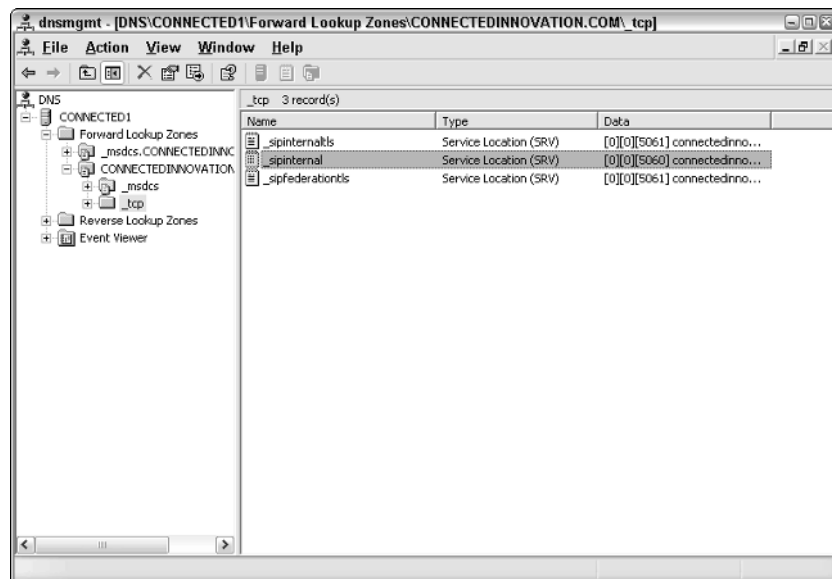 dnsmgmt - [DNS\CONNECTED1\Forward Lookup Zones\CONNECTEDINNOVATION.COM\_tcp]
File Action View Window Help
DNS
CONNECTED1
Forward Lookup Zones
_msdcs.CONNECTEDINNC
CONNECTEDINNOVATION
_msdcs
_tcp
Reverse Lookup Zones
Event Viewer
_tcp 3 record(s)
Name Type Data
_sipinternaltls Service Location (SRV) [0][0][5061] connectedinno...
_sipinternal Service Location (SRV) [0][0][5060] connectedinno...
_sipfederationtls Service Location (SRV) [0][0][5061] connectedinno...